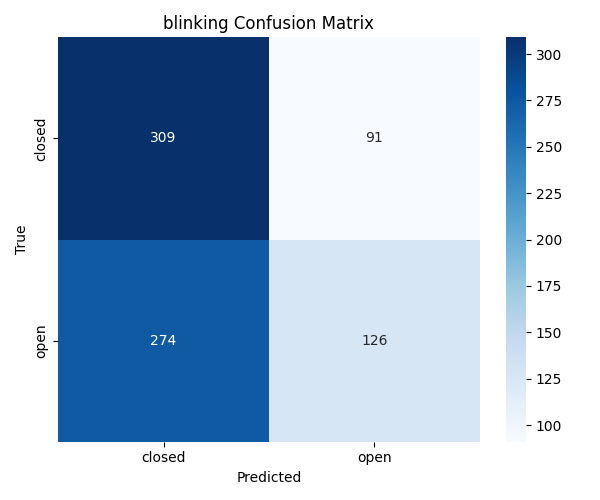 blinking Confusion Matrix
True
closed
309
91
open
274
126
closed
open
Predicted
300
275
250
225
200
175
150
125
100